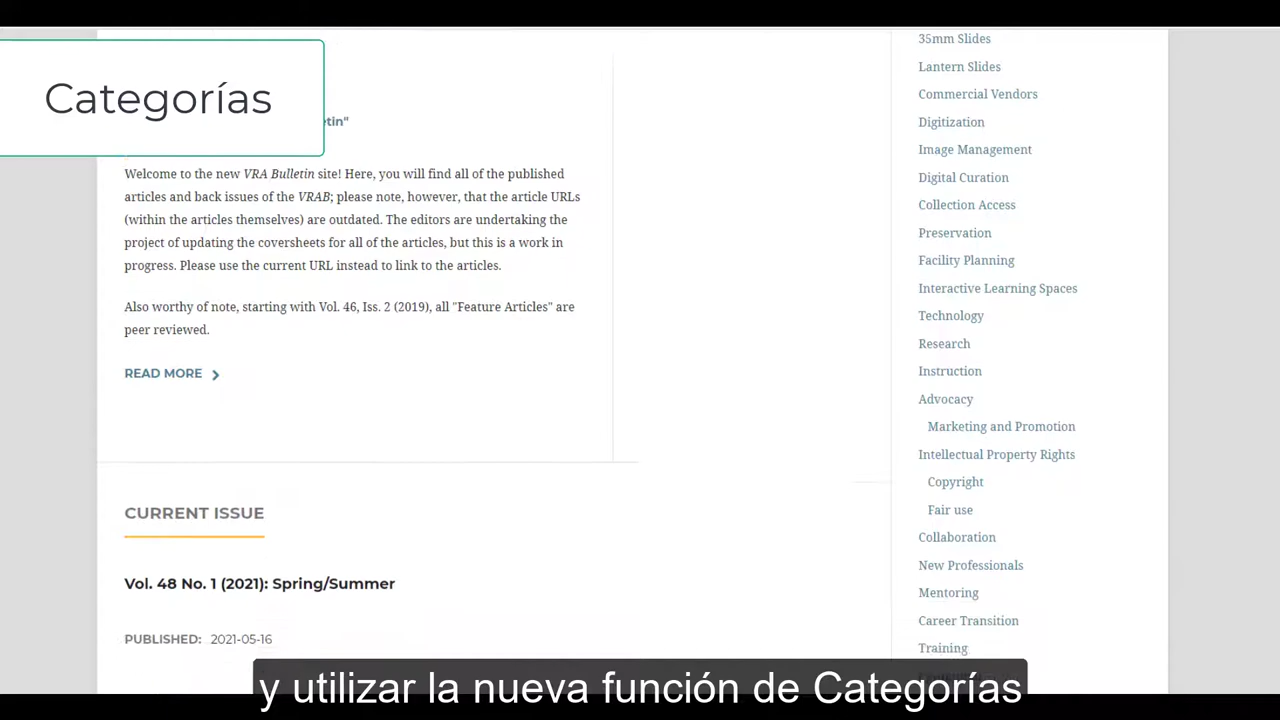 Categorías
etin"
Welcome to the new VRA Bulletin site! Here, you will find all of the published
articles and back issues of the VRAB; please note, however, that the article URLs
(within the articles themselves) are outdated. The editors are undertaking the
project of updating the coversheets for all of the articles, but this is a work in
progress. Please use the current URL instead to link to the articles.
Also worthy of note, starting with Vol. 46, Iss. 2 (2019), all "Feature Articles" are
peer reviewed.
READ MORE
CURRENT ISSUE
Vol. 48 No. 1 (2021): Spring/Summer
PUBLISHED: 2021-05-16
35mm Slides
Lantern Slides
Commercial Vendors
Digitization
Image Management
Digital Curation
Collection Access
Preservation
Facility Planning
Interactive Learning Spaces
Technology
Research
Instruction
Advocacy
Marketing and Promotion
Intellectual Property Rights
Copyright
Fair use
Collaboration
New Professionals
Mentoring
Career Transition
Training
y utilizar la nueva función de Categorías